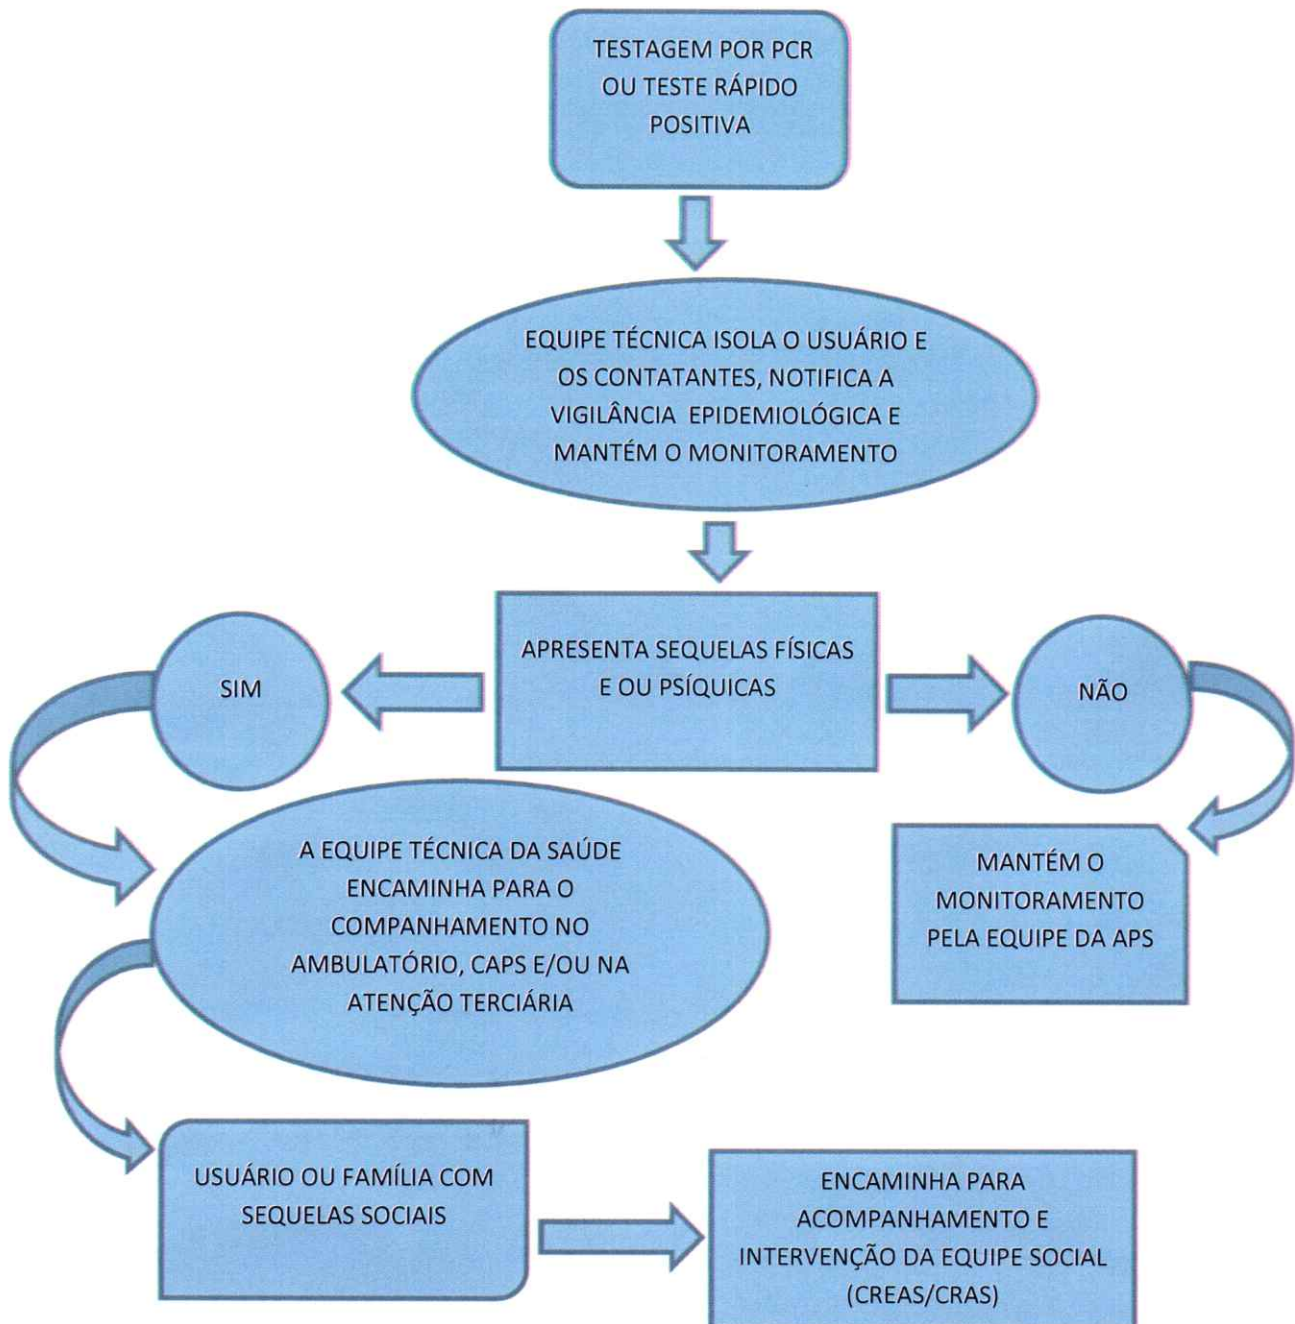 TESTAGEM POR PCR
OU TESTE RÁPIDO
POSITIVA
EQUIPE TÉCNICA ISOLA O USUÁRIO E
OS CONTATANTES, NOTIFICA A
VIGILÂNCIA EPIDEMIOLÓGICA E
MANTÉM O MONITORAMENTO
APRESENTA SEQUELAS FÍSICAS
E OU PSÍQUICAS
SIM
NÃO
A EQUIPE TÉCNICA DA SAÚDE
ENCAMINHA PARA O
COMPANHAMENTO NO
AMBULATÓRIO, CAPS E/OU NA
ATENÇÃO TERCIÁRIA
MANTÉM O
MONITORAMENTO
PELA EQUIPE DA APS
USUÁRIO OU FAMÍLIA COM
SEQUELAS SOCIAIS
ENCAMINHA PARA
ACOMPANHAMENTO E
INTERVENÇÃO DA EQUIPE SOCIAL
(CREAS/CRAS)